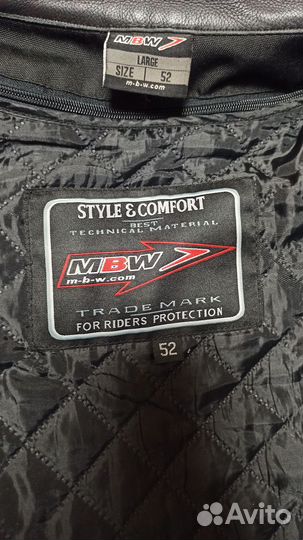 MBW
LARGE
SIZE 52
m-b-w.com
STYLE & COMFORT
BEST
TECHNICAL MATERIAL
MBW
m-b-w.com
TRADE MARK
FOR RIDERS PROTECTION
52
Avito